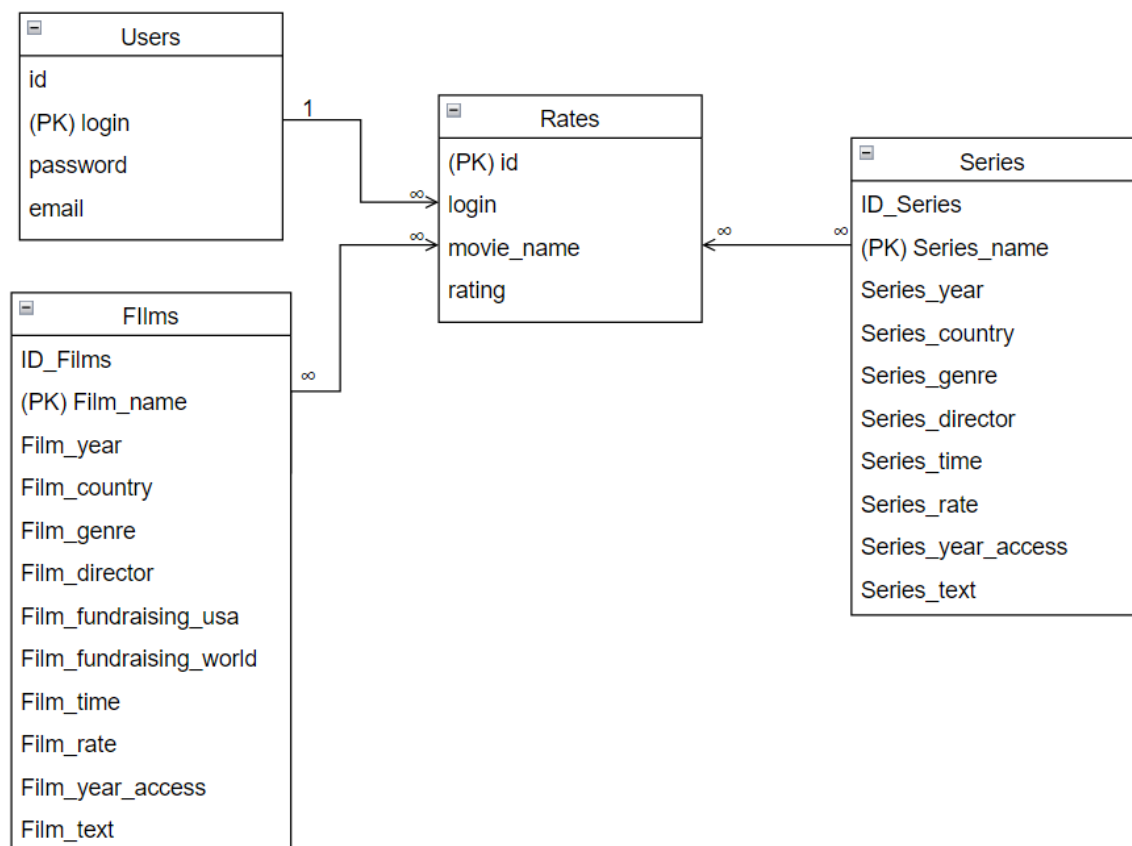 Users
id
(PK) login
password
email
1
∞
Rates
(PK) id
login
movie_name
rating
∞
∞
FIlms
ID_Films
(PK) Film_name
Film_year
Film_country
Film_genre
Film_director
Film_fundraising_usa
Film_fundraising_world
Film_time
Film_rate
Film_year_access
Film_text
∞
∞
Series
ID_Series
(PK) Series_name
Series_year
Series_country
Series_genre
Series_director
Series_time
Series_rate
Series_year_access
Series_text